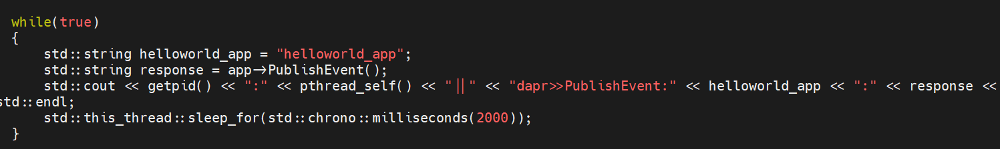 while(true)
{
    std::string helloworld_app = "helloworld_app";
    std::string response = app->PublishEvent();
    std::cout << getpid() << ":" << pthread_self() << "||" << "dapr>>PublishEvent:" << helloworld_app << ":" << response <<
std::endl;
    std::this_thread::sleep_for(std::chrono::milliseconds(2000));
}